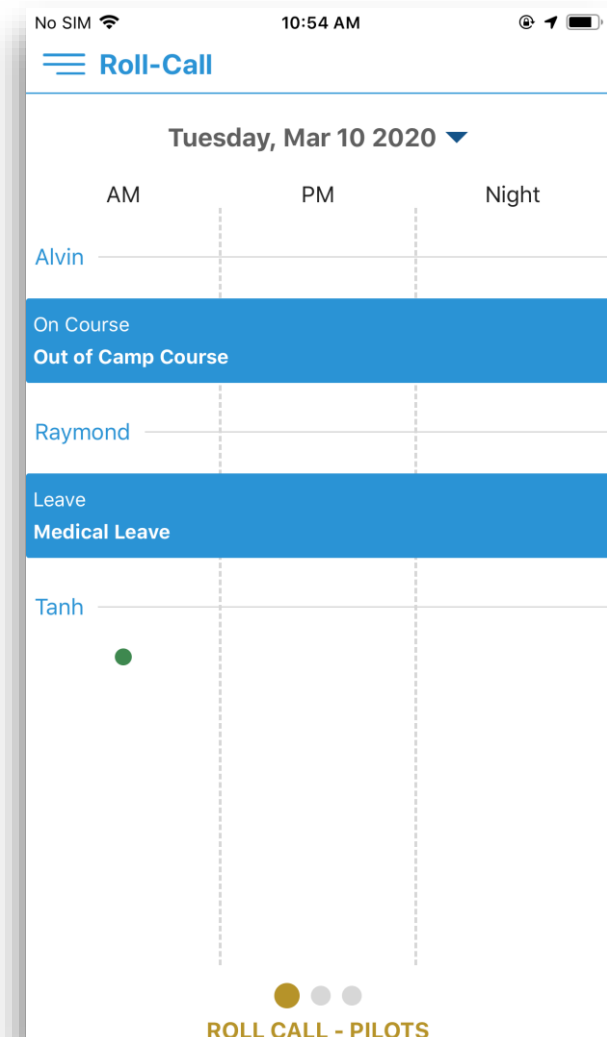 No SIM 10:54 AM
Roll-Call
Tuesday, Mar 10 2020
AM PM Night
Alvin
On Course
Out of Camp Course
Raymond
Leave
Medical Leave
Tanh
ROLL CALL - PILOTS